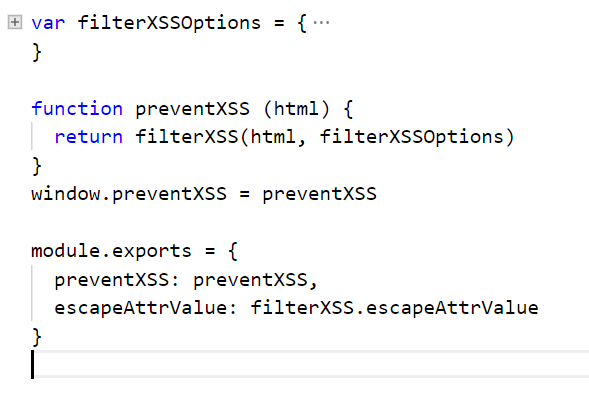 var filterXSSOptions = {···
}
function preventXSS (html) {
return filterXSS(html, filterXSSOptions)
}
window.preventXSS = preventXSS
module.exports = {
preventXSS: preventXSS,
escapeAttrValue: filterXSS.escapeAttrValue
}